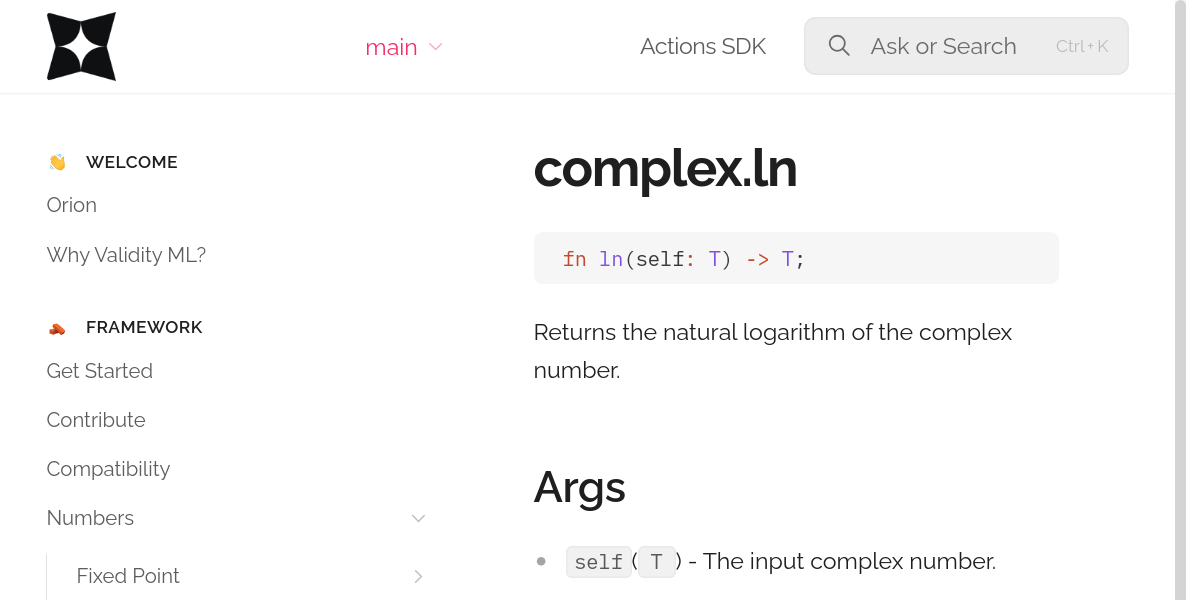 main
Actions SDK
Ask or Search
Ctrl+K
WELCOME
Orion
Why Validity ML?
FRAMEWORK
Get Started
Contribute
Compatibility
Numbers
Fixed Point
complex.ln
fn ln(self: T) -> T;
Returns the natural logarithm of the complex
number.
Args
self(T) - The input complex number.